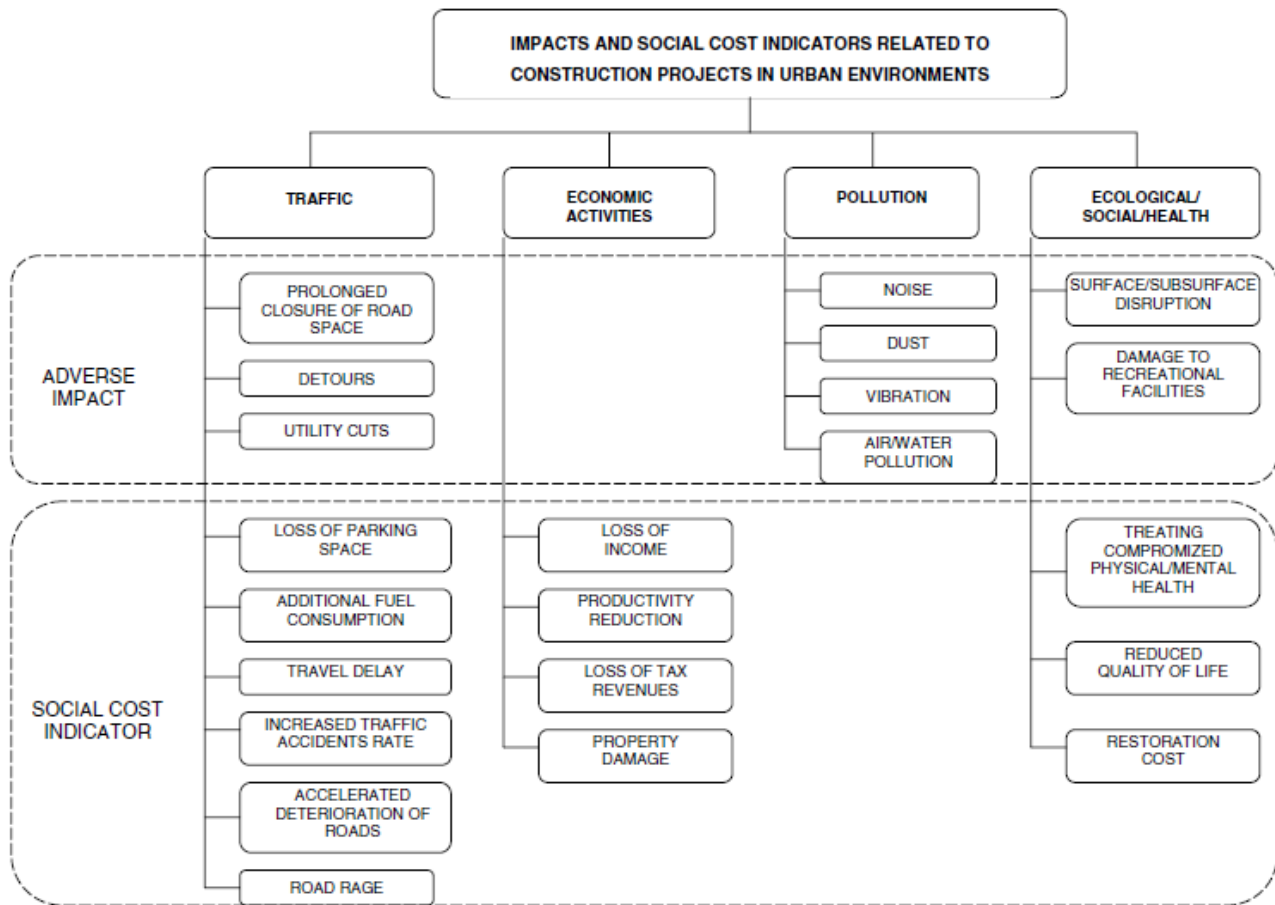 IMPACTS AND SOCIAL COST INDICATORS RELATED TO
CONSTRUCTION PROJECTS IN URBAN ENVIRONMENTS
TRAFFIC
ECONOMIC
ACTIVITIES
POLLUTION
ECOLOGICAL/
SOCIAL/HEALTH
ADVERSE
IMPACT
PROLONGED
CLOSURE OF ROAD
SPACE
DETOURS
UTILITY CUTS
NOISE
DUST
VIBRATION
AIR/WATER
POLLUTION
SURFACE/SUBSURFACE
DISRUPTION
DAMAGE TO
RECREATIONAL
FACILITIES
SOCIAL COST
INDICATOR
LOSS OF PARKING
SPACE
ADDITIONAL FUEL
CONSUMPTION
TRAVEL DELAY
INCREASED TRAFFIC
ACCIDENTS RATE
ACCELERATED
DETERIORATION OF
ROADS
ROAD RAGE
LOSS OF
INCOME
PRODUCTIVITY
REDUCTION
LOSS OF TAX
REVENUES
PROPERTY
DAMAGE
TREATING
COMPROMIZED
PHYSICAL/MENTAL
HEALTH
REDUCED
QUALITY OF LIFE
RESTORATION
COST